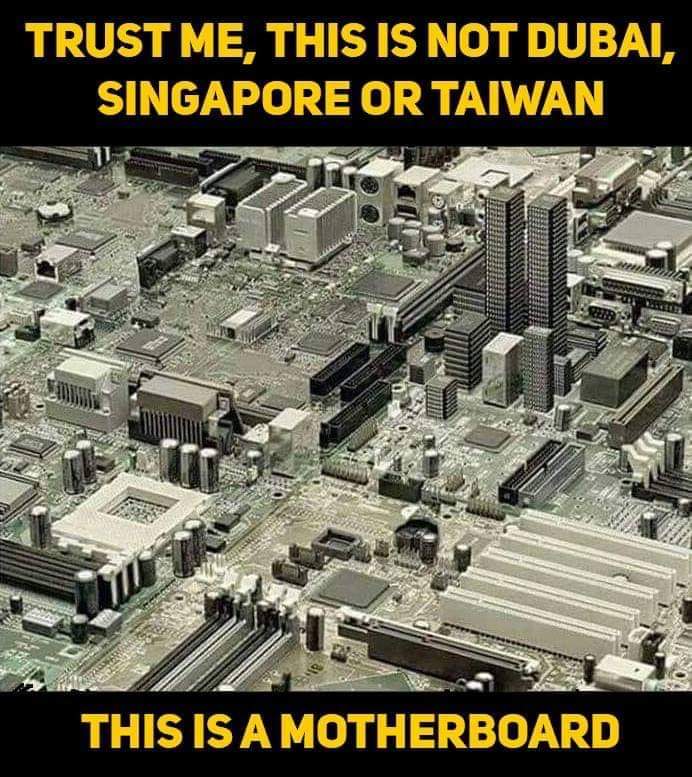 TRUST ME, THIS IS NOT DUBAI,
SINGAPORE OR TAIWAN
THIS IS A MOTHERBOARD